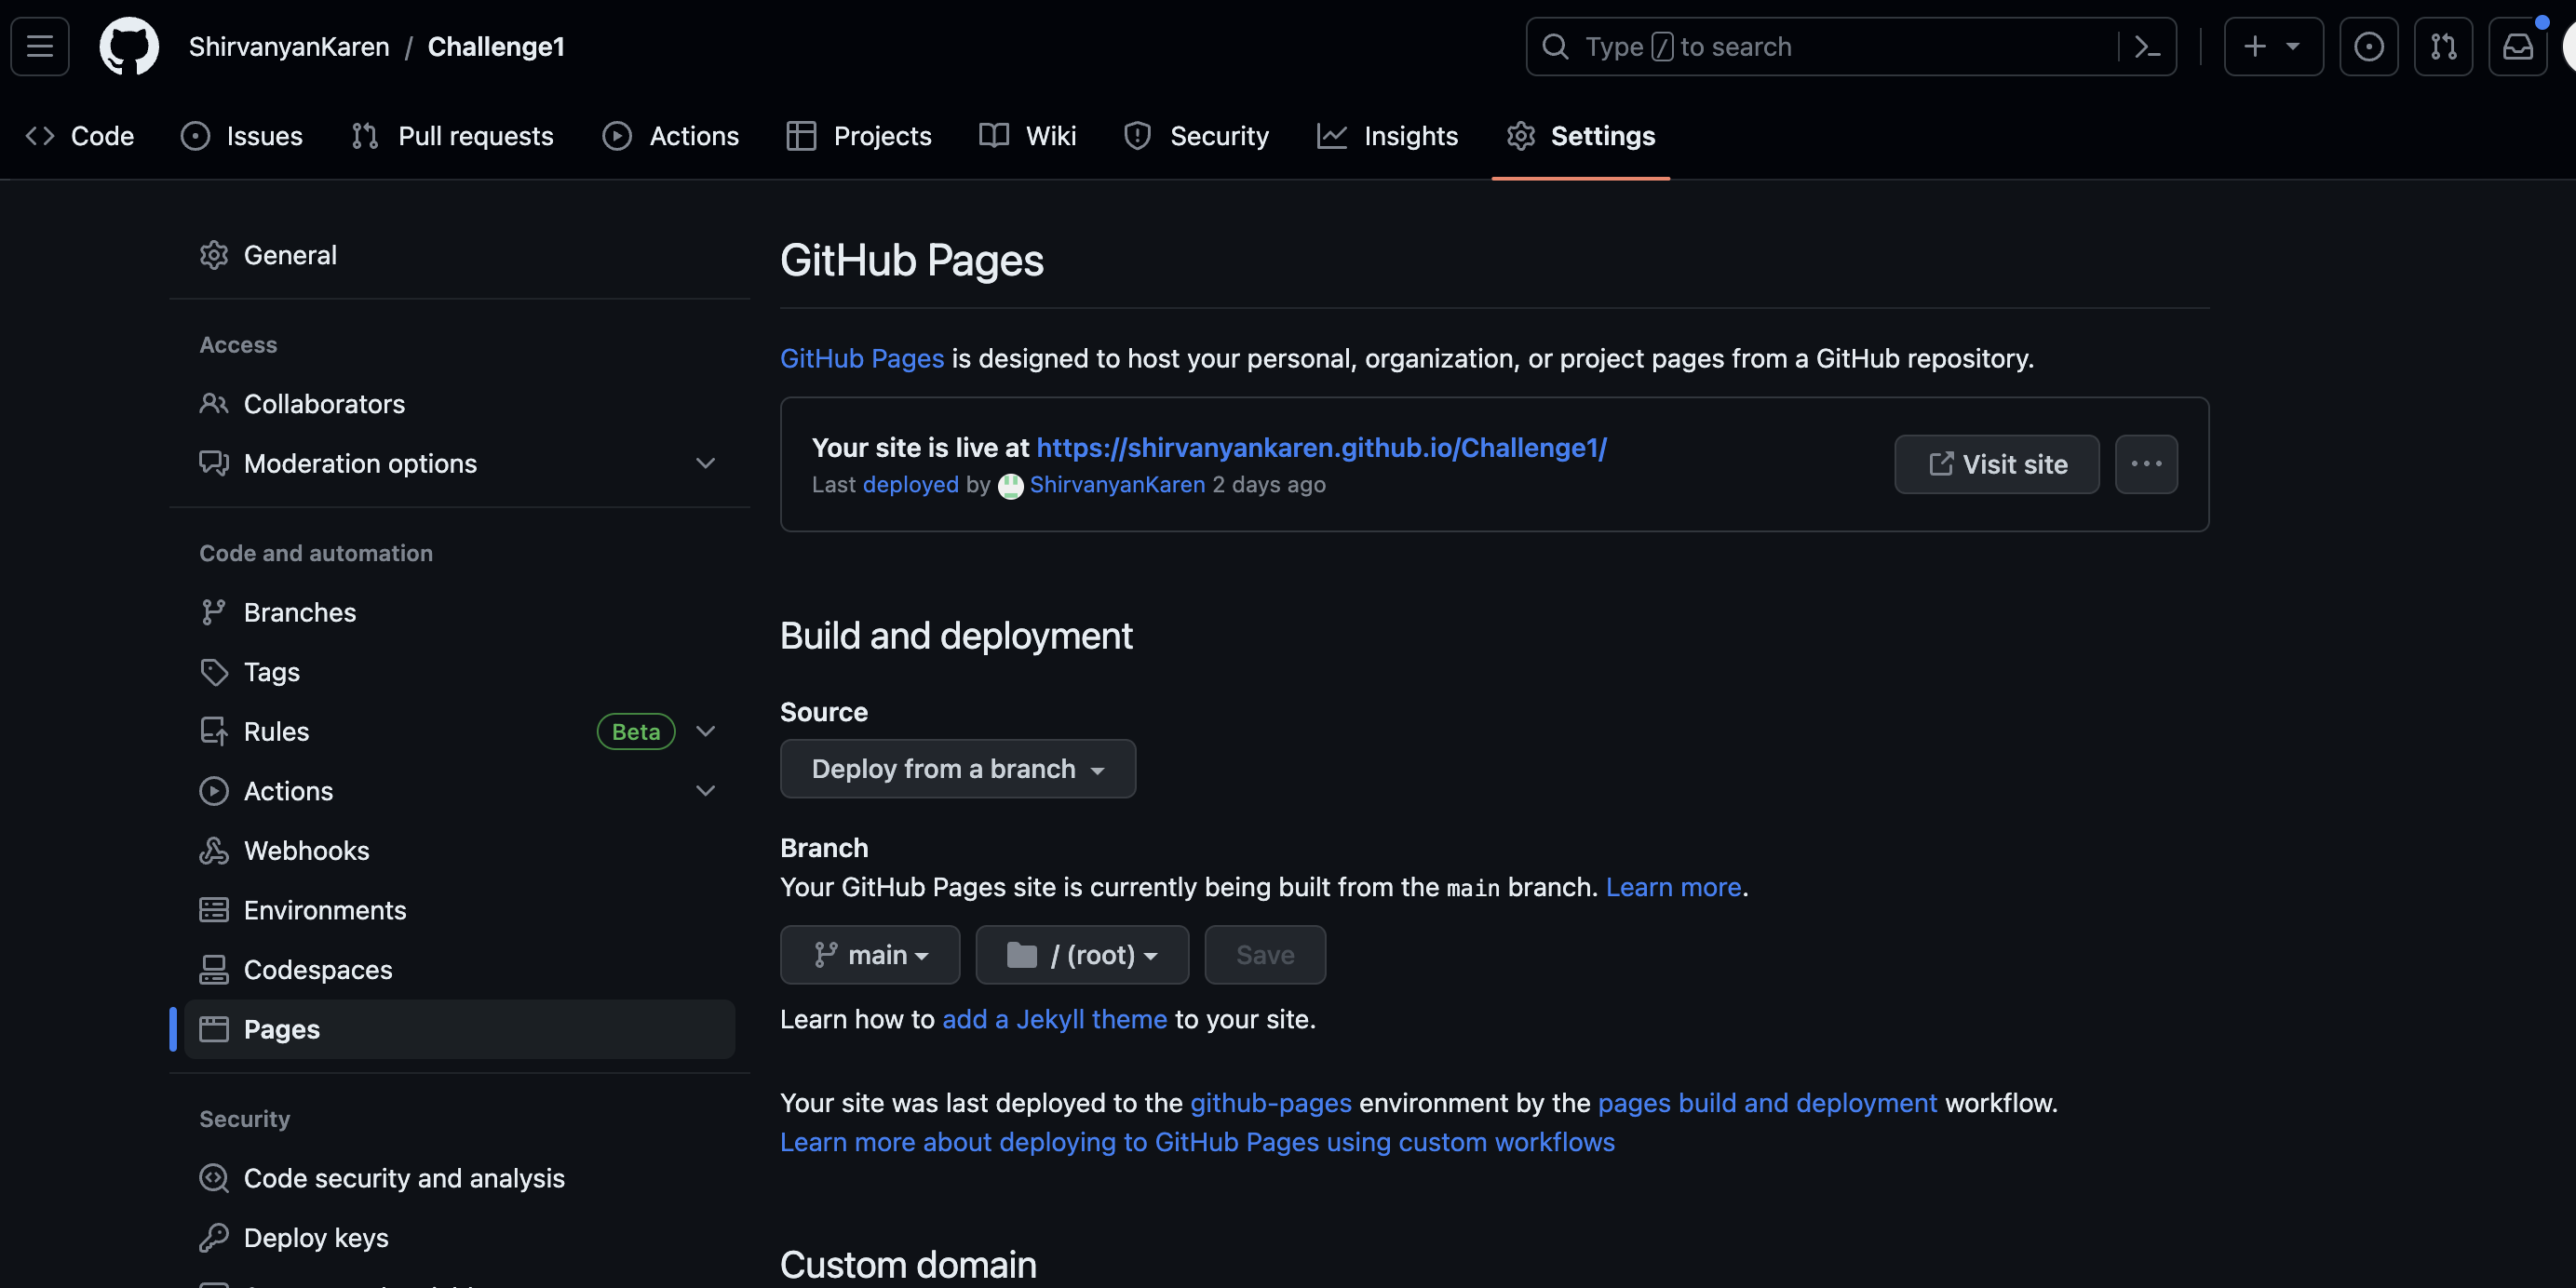 ShirvanyanKaren / Challenge1
Type / to search
Code
Issues
Pull requests
Actions
Projects
Wiki
Security
Insights
Settings
General
Access
Collaborators
Moderation options
Code and automation
Branches
Tags
Rules
Beta
Actions
Webhooks
Environments
Codespaces
Pages
Security
Code security and analysis
Deploy keys
GitHub Pages
GitHub Pages is designed to host your personal, organization, or project pages from a GitHub repository.
Your site is live at https://shirvanyankaren.github.io/Challenge1/
Last deployed by ShirvanyanKaren 2 days ago
Visit site
Build and deployment
Source
Deploy from a branch
Branch
Your GitHub Pages site is currently being built from the main branch. Learn more.
main
/ (root)
Save
Learn how to add a Jekyll theme to your site.
Your site was last deployed to the github-pages environment by the pages build and deployment workflow.
Learn more about deploying to GitHub Pages using custom workflows
Custom domain